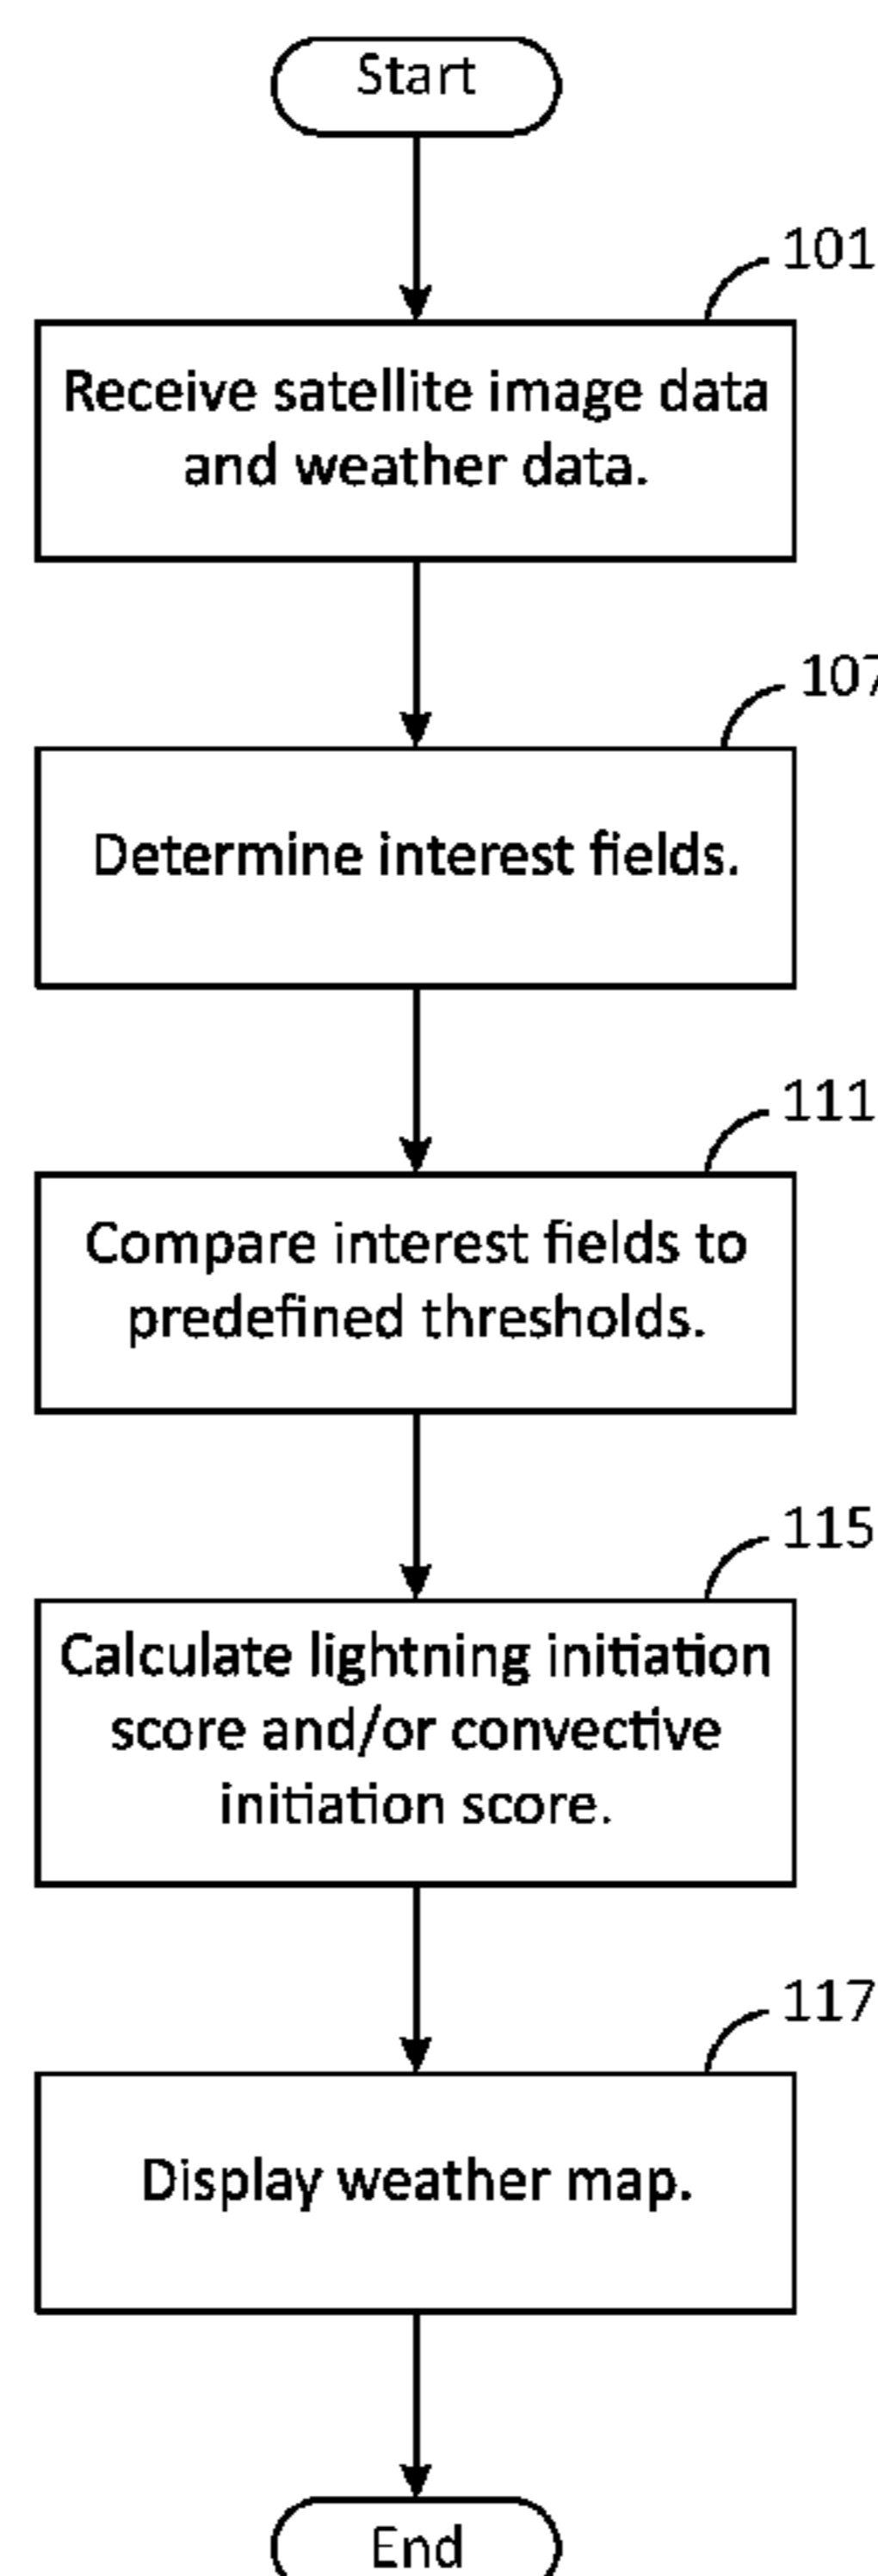 Start
101
Receive satellite image data
and weather data.
107
Determine interest fields.
111
Compare interest fields to
predefined thresholds.
115
Calculate lightning initiation
score and/or convective
initiation score.
117
Display weather map.
End